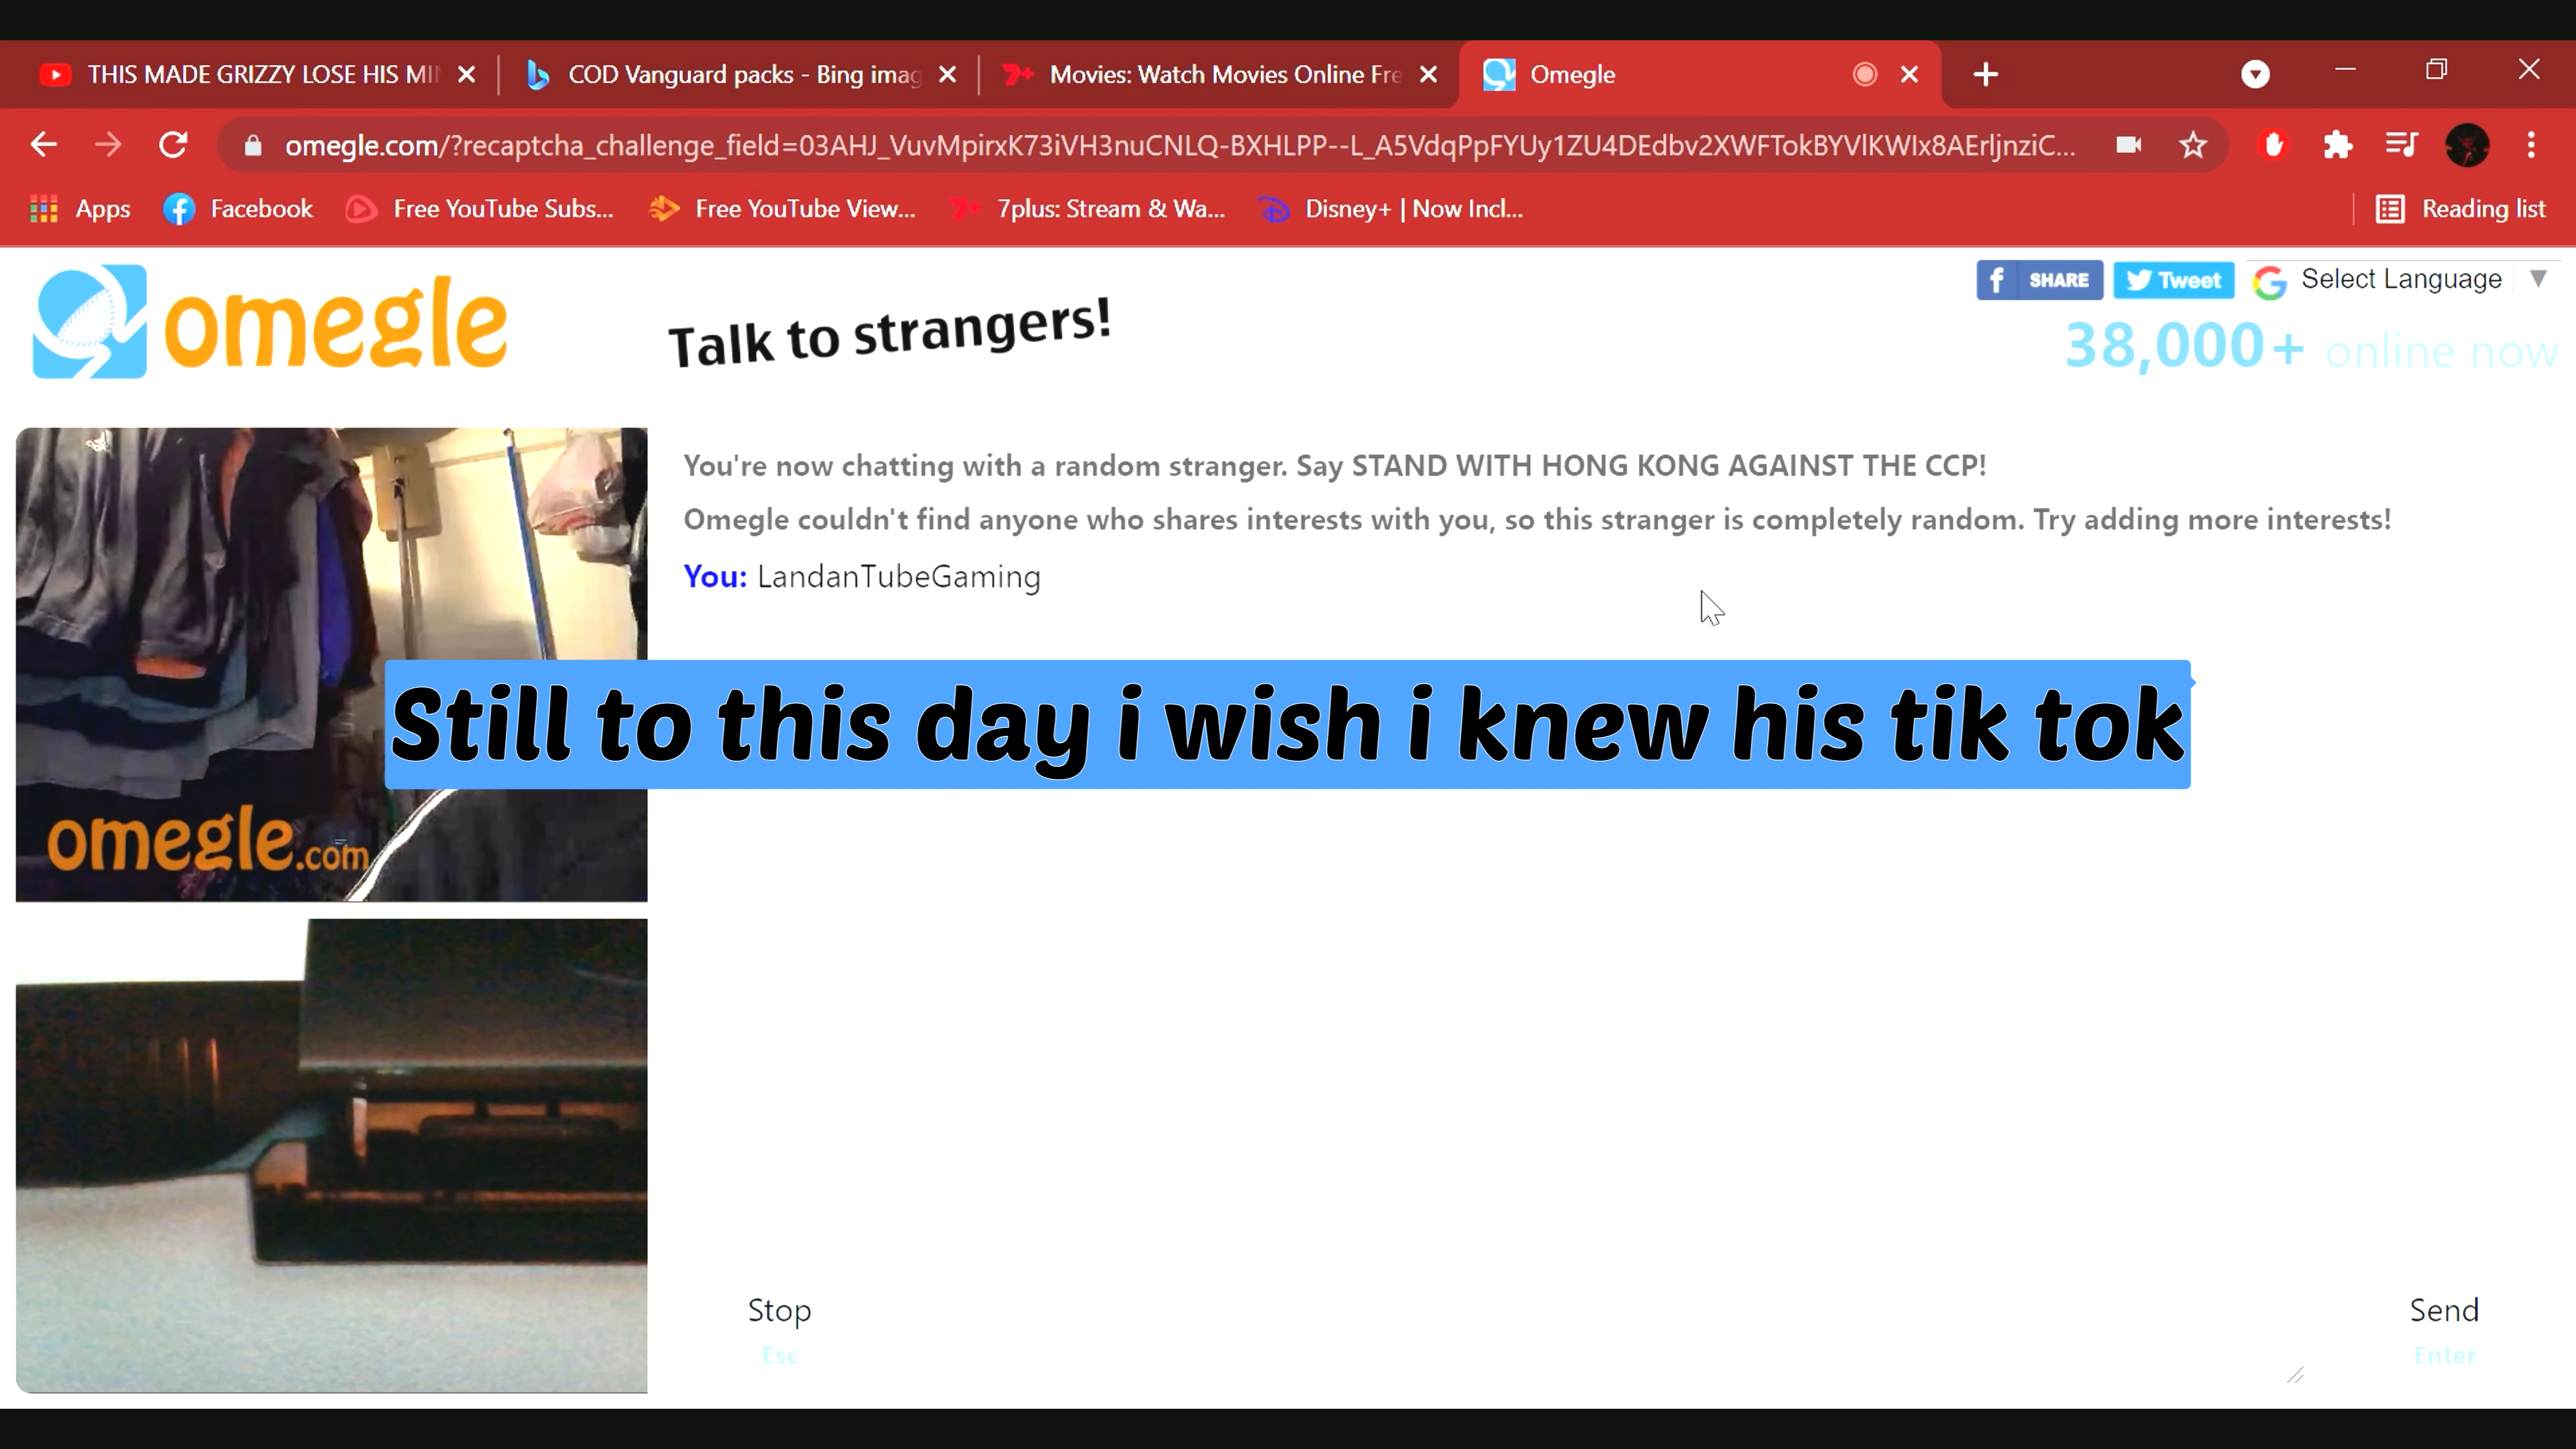 THIS MADE GRIZZY LOSE HIS MIN
COD Vanguard packs - Bing imag
Movies: Watch Movies Online Fre
Omegle
omegle.com/?recaptcha_challenge_field=03AHJ_VuvMpirxK73iVH3nuCNLQ-BXHLPP--L_A5VdqPpFYUy1ZU4DEdbv2XWFTokBYVlKWIx8AErljnziC...
Apps
Facebook
Free YouTube Subs...
Free YouTube View...
7plus: Stream & Wa...
Disney+ | Now Incl...
Reading list
omegle
Talk to strangers!
SHARE
Tweet
Select Language
38,000+ online now
You're now chatting with a random stranger. Say STAND WITH HONG KONG AGAINST THE CCP!
Omegle couldn't find anyone who shares interests with you, so this stranger is completely random. Try adding more interests!
You: LandanTubeGaming
Still to this day i wish i knew his tik tok
omegle.com
Stop
Esc
Send
Enter